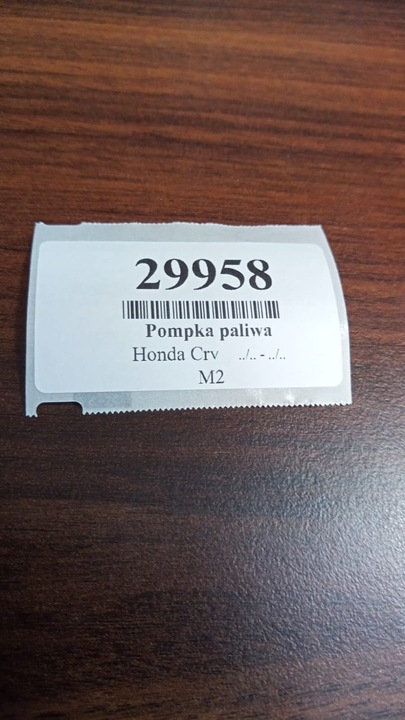 29958
Pompka paliwa
Honda Crv ../.. - ../..
M2